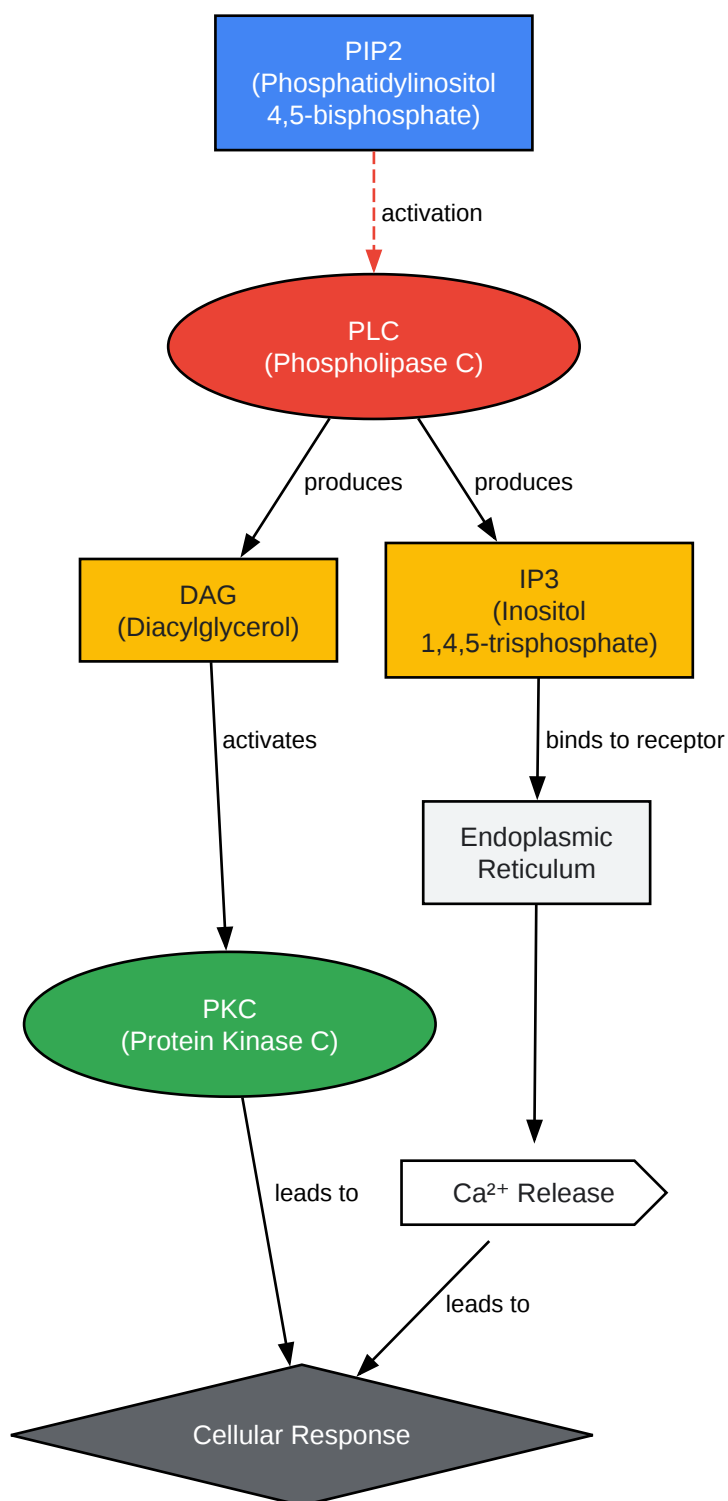 PIP2
(Phosphatidylinositol
4,5-bisphosphate)
activation
PLC
(Phospholipase C)
produces
produces
DAG
(Diacylglycerol)
IP3
(Inositol
1,4,5-trisphosphate)
activates
binds to receptor
Endoplasmic
Reticulum
PKC
(Protein Kinase C)
leads to
Ca²⁺ Release
leads to
Cellular Response